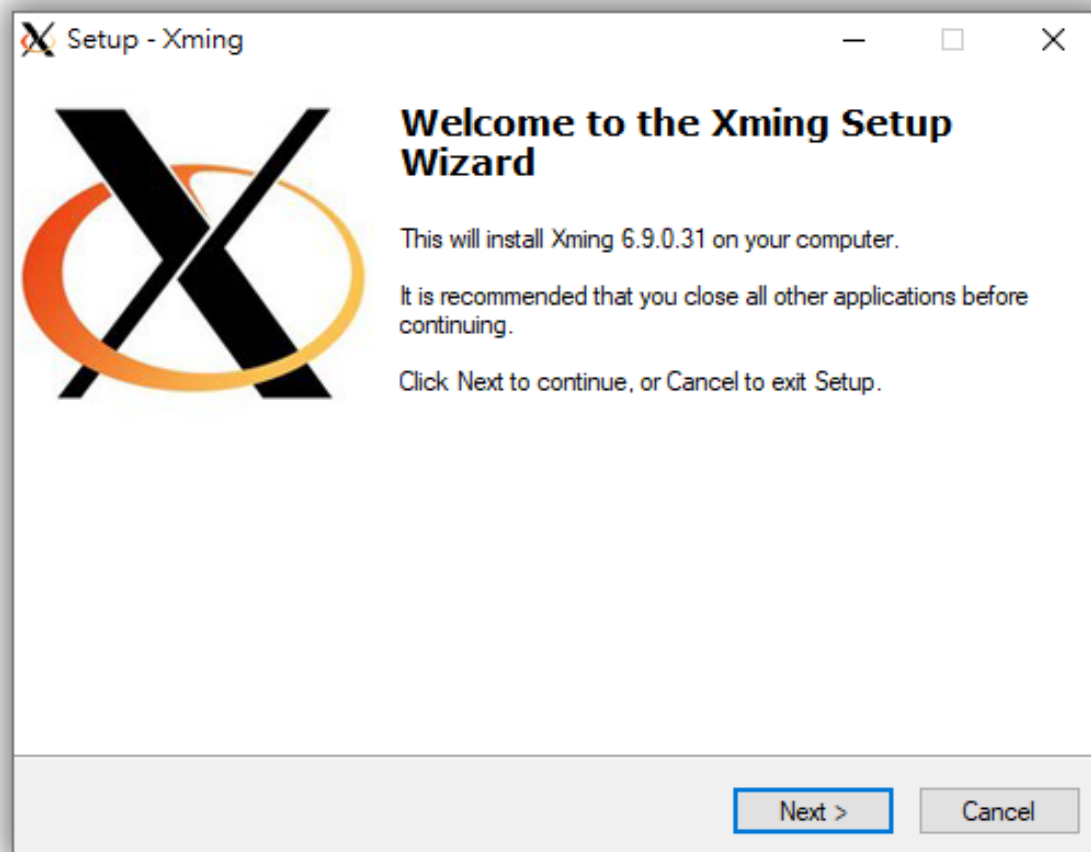 Setup - Xming
Welcome to the Xming Setup
Wizard
This will install Xming 6.9.0.31 on your computer.
It is recommended that you close all other applications before
continuing.
Click Next to continue, or Cancel to exit Setup.
Next >
Cancel